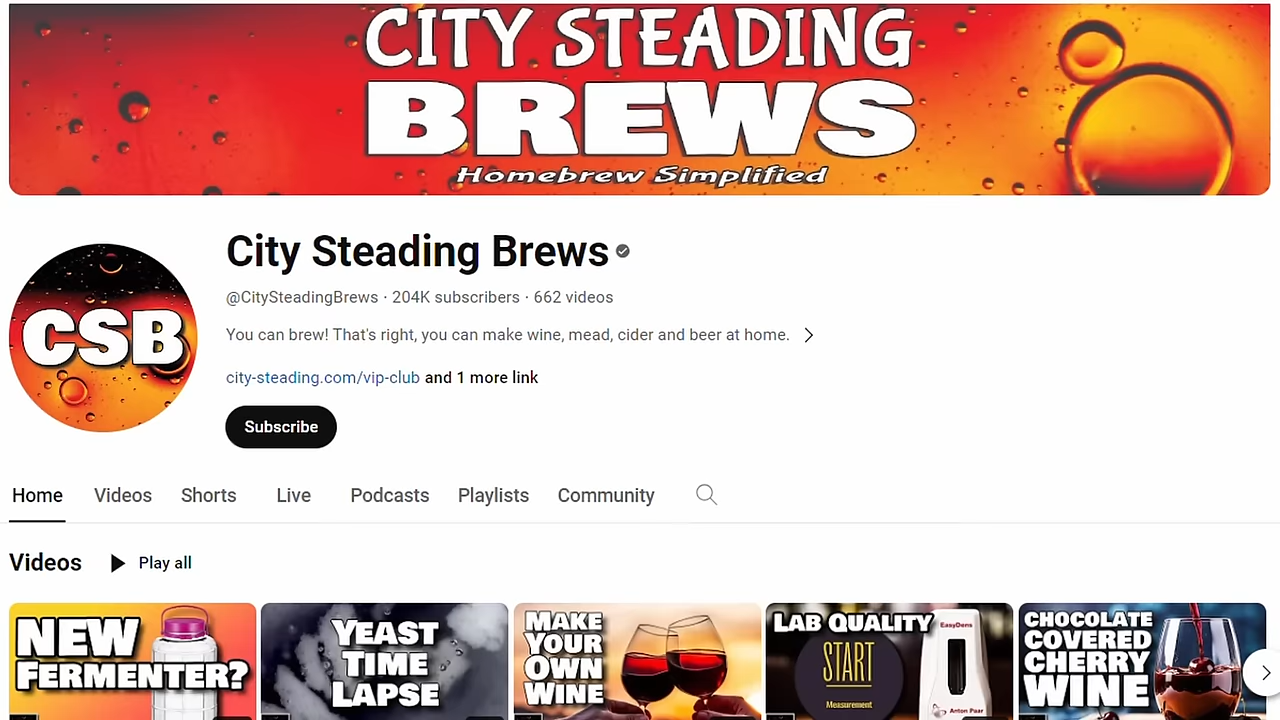 CITY STEADING
BREWS
Homebrew Simplified
CSB
City Steading Brews
@CitySteadingBrews · 204K subscribers · 662 videos
You can brew! That's right, you can make wine, mead, cider and beer at home.
city-steading.com/vip-club and 1 more link
Subscribe
Home Videos Shorts Live Podcasts Playlists Community
Videos Play all
NEW
FERMENTER?
YEAST
TIME
LAPSE
MAKE
YOUR
OWN
WINE
LAB QUALITY
EasyDens
START
Measurement
Anton Paar
CHOCOLATE
COVERED
CHERRY
WINE